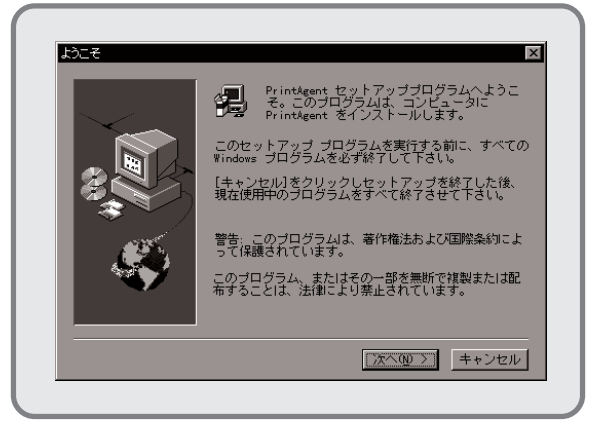 ようこそ
PrintAgent セットアッププログラムへようこ
そ。このプログラムは、コンピュータに
PrintAgent をインストールします。
このセットアップ プログラムを実行する前に、すべての
Windows プログラムを必ず終了して下さい。
[キャンセル]をクリックしセットアップを終了した後、
現在使用中のプログラムをすべて終了させて下さい。
警告: このプログラムは、著作権法および国際条約によ
って保護されています。
このプログラム、またはその一部を無断で複製または配
布することは、法律により禁止されています。
次へ(N) >
キャンセル